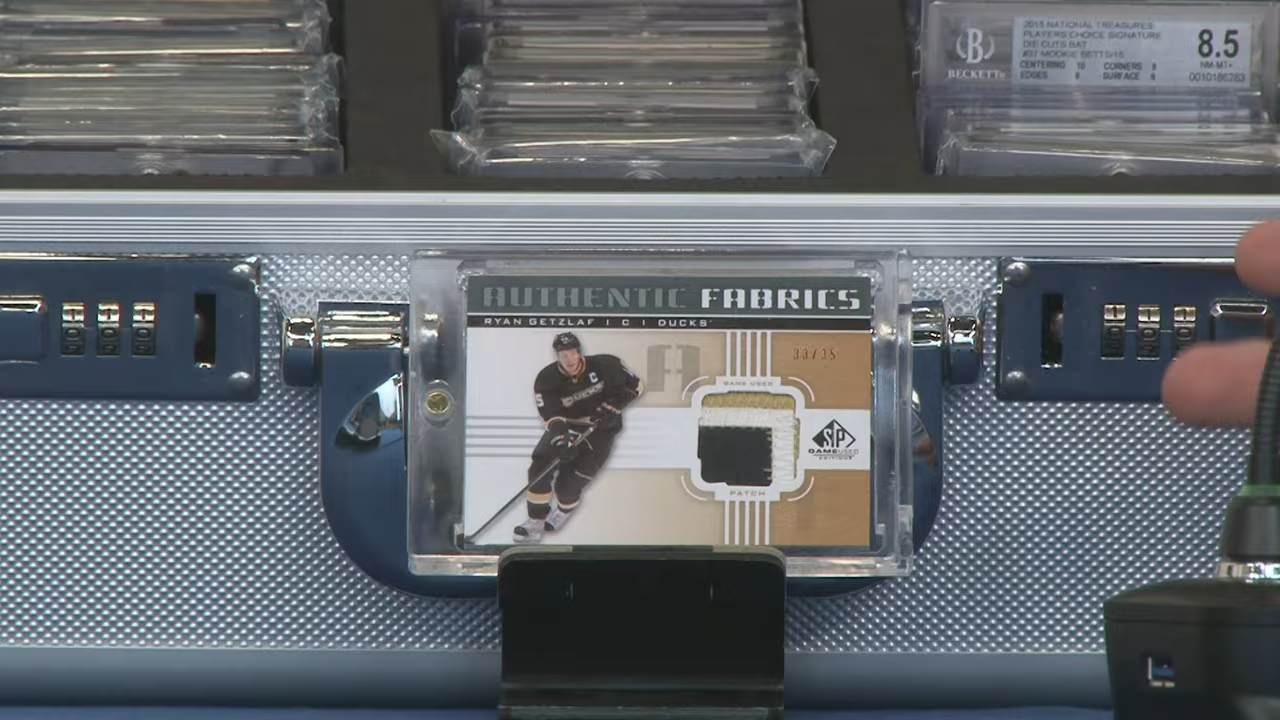 2015 NATIONAL TREASURES
PLAYERS CHOICE SIGNATURE
DIE CUTS BAT
#37 MOOKIE BETTS/15
CENTERING 10 CORNERS 9
EDGES 8 SURFACE 9
8.5
NM-MT+
BECKETT
AUTHENTIC FABRICS
RYAN GETZLAF | C | DUCKS
33/35
GAME USED
PATCH
SP
GAME USED
EDITION
C
DUCKS